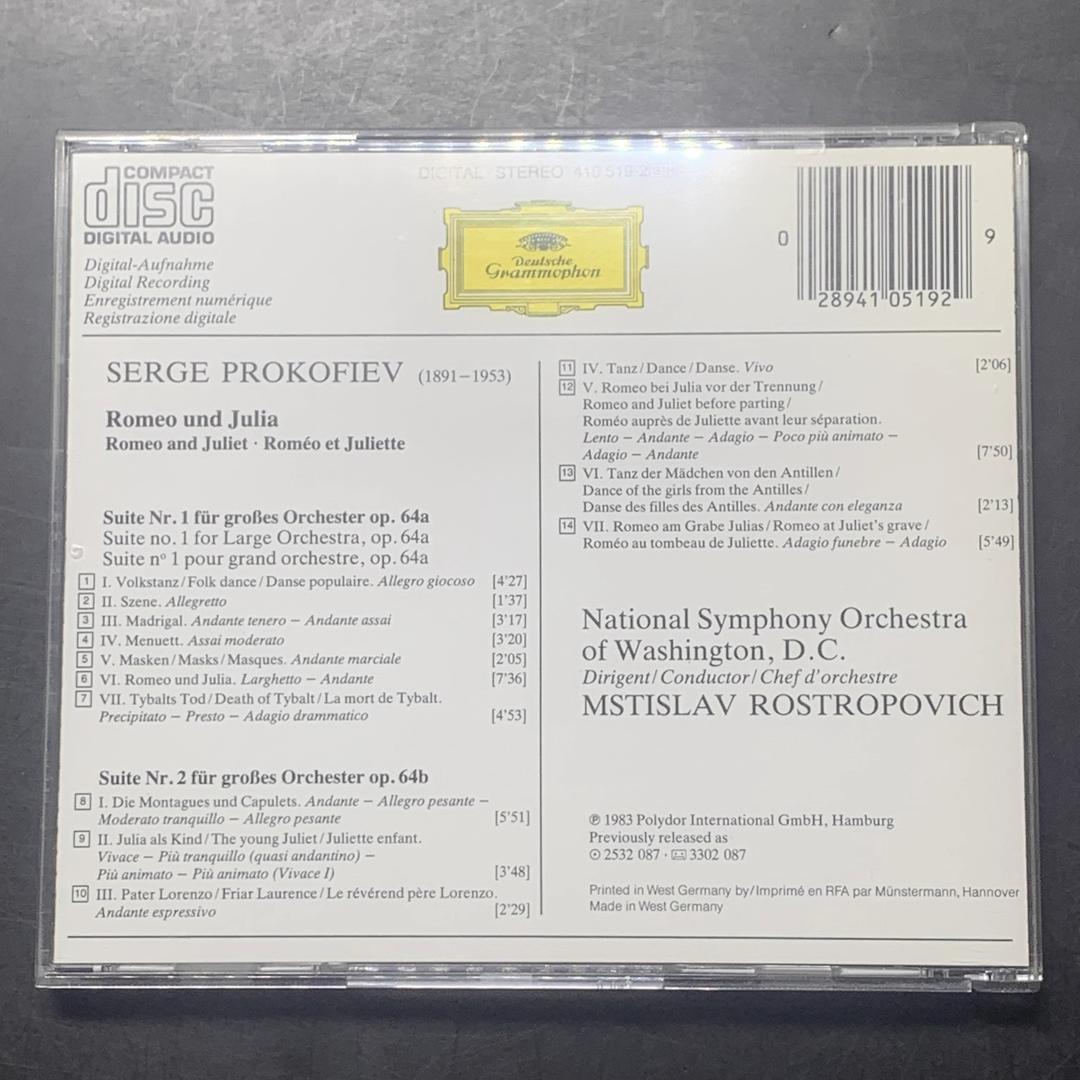 COMPACT
disc
DIGITAL AUDIO
Digital-Aufnahme
Digital Recording
Enregistrement numérique
Registrazione digitale
DIGITAL STEREO 410 519-2
Deutsche
Grammophon
0 28941 05192 9
SERGE PROKOFIEV (1891–1953)
Romeo und Julia
Romeo and Juliet · Roméo et Juliette
Suite Nr. 1 für großes Orchester op. 64a
Suite no. 1 for Large Orchestra, op. 64a
Suite nº 1 pour grand orchestre, op. 64a
1 I. Volkstanz / Folk dance / Danse populaire. Allegro giocoso [4'27]
2 II. Szene. Allegretto [1'37]
3 III. Madrigal. Andante tenero – Andante assai [3'17]
4 IV. Menuett. Assai moderato [3'20]
5 V. Masken / Masks / Masques. Andante marciale [2'05]
6 VI. Romeo und Julia. Larghetto – Andante [7'36]
7 VII. Tybalts Tod / Death of Tybalt / La mort de Tybalt.
Precipitato – Presto – Adagio drammatico [4'53]
Suite Nr. 2 für großes Orchester op. 64b
8 I. Die Montagues und Capulets. Andante – Allegro pesante –
Moderato tranquillo – Allegro pesante [5'51]
9 II. Julia als Kind / The young Juliet / Juliette enfant.
Vivace – Più tranquillo (quasi andantino) –
Più animato – Più animato (Vivace I) [3'48]
10 III. Pater Lorenzo / Friar Laurence / Le révérend père Lorenzo.
Andante espressivo [2'29]
11 IV. Tanz / Dance / Danse. Vivo [2'06]
12 V. Romeo bei Julia vor der Trennung /
Romeo and Juliet before parting /
Roméo auprès de Juliette avant leur séparation.
Lento – Andante – Adagio – Poco più animato –
Adagio – Andante [7'50]
13 VI. Tanz der Mädchen von den Antillen /
Dance of the girls from the Antilles /
Danse des filles des Antilles. Andante con eleganza [2'13]
14 VII. Romeo am Grabe Julias / Romeo at Juliet's grave /
Roméo au tombeau de Juliette. Adagio funebre – Adagio [5'49]
National Symphony Orchestra
of Washington, D.C.
Dirigent / Conductor / Chef d'orchestre
MSTISLAV ROSTROPOVICH
℗ 1983 Polydor International GmbH, Hamburg
Previously released as
2532 087 · 3302 087
Printed in West Germany by / Imprimé en RFA par Münstermann, Hannover
Made in West Germany